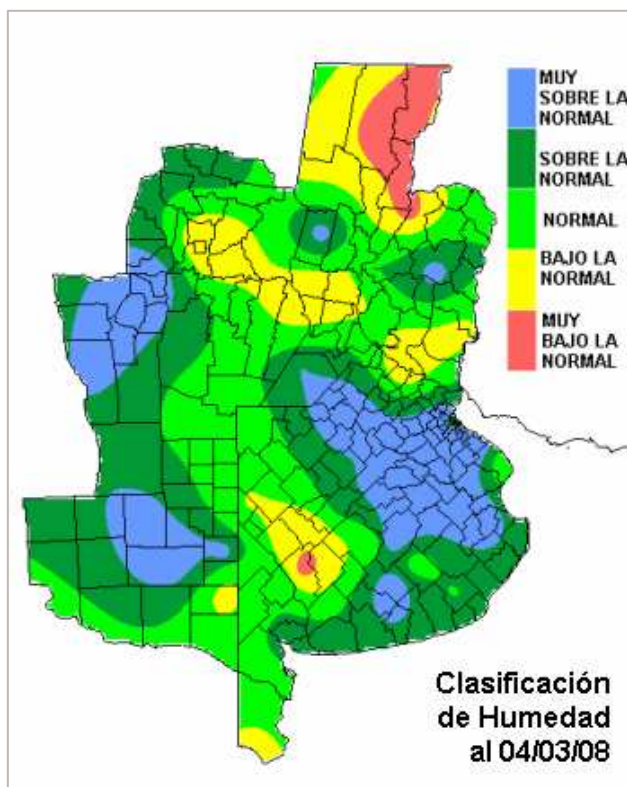 MUY
SOBRE LA
NORMAL
SOBRE LA
NORMAL
NORMAL
BAJO LA
NORMAL
MUY
BAJO LA
NORMAL
Clasificación
de Humedad
al 04/03/08